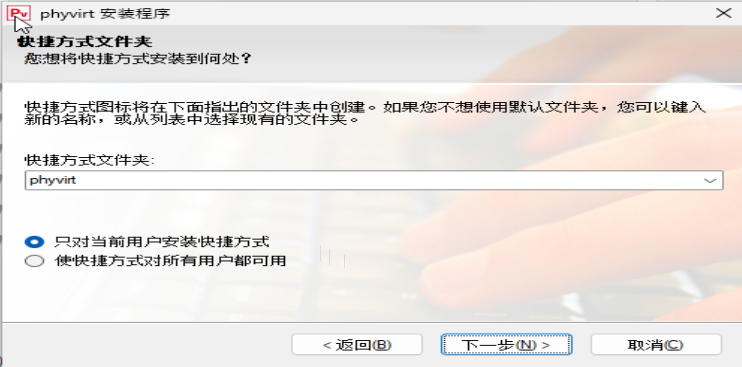 Pv phyvirt 安装程序
快捷方式文件夹
您想将快捷方式安装到何处?
快捷方式图标将在下面指出的文件夹中创建。如果您不想使用默认文件夹，您可以键入
新的名称，或从列表中选择现有的文件夹。
快捷方式文件夹:
phyvirt
只对当前用户安装快捷方式
使快捷方式对所有用户都可用
< 返回(B) 下一步(N) > 取消(C)